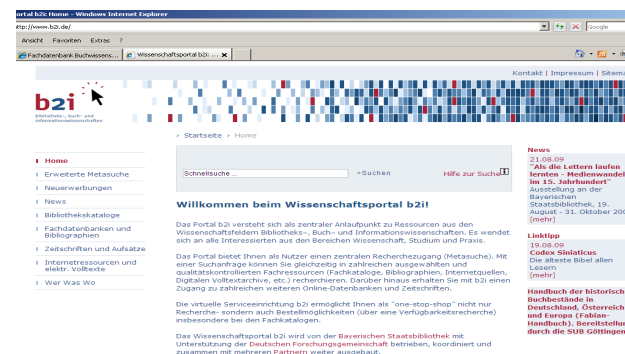 ortal b2i: Home - Windows Internet Explorer
ttp://www.b2i.de/
Google
Ansicht Favoriten Extras ?
Fachdatenbank Buchwissens...
Wissenschaftsportal b2i: ...
Kontakt | Impressum | Sitema
b2i
bibliotheks-, buch- und
informationswissenschaften
› Startseite › Home
Home
Erweiterte Metasuche
Neuerwerbungen
News
Bibliothekskataloge
Fachdatenbanken und
Bibliographien
Zeitschriften und Aufsätze
Internetressourcen und
elektr. Volltexte
Wer Was Wo
Schnellsuche ...
»Suchen
Hilfe zur Suche
Willkommen beim Wissenschaftsportal b2i!
Das Portal b2i versteht sich als zentraler Anlaufpunkt zu Ressourcen aus den
Wissenschaftsfeldern Bibliotheks-, Buch- und Informationswissenschaften. Es wendet
sich an alle Interessierten aus den Bereichen Wissenschaft, Studium und Praxis.
Das Portal bietet Ihnen als Nutzer einen zentralen Recherchezugang (Metasuche). Mit
einer Suchanfrage können Sie gleichzeitig in zahlreichen ausgewählten und
qualitätskontrollierten Fachressourcen (Fachkataloge, Bibliographien, Internetquellen,
Digitalen Volltextarchive, etc.) recherchieren. Darüber hinaus erhalten Sie mit b2i einen
Zugang zu zahlreichen weiteren Online-Datenbanken und Zeitschriften.
Die virtuelle Serviceeinrichtung b2i ermöglicht Ihnen als "one-stop-shop" nicht nur
Recherche- sondern auch Bestellmöglichkeiten (über eine Verfügbarkeitsrecherche)
insbesondere bei den Fachkatalogen.
Das Wissenschaftsportal b2i wird von der Bayerischen Staatsbibliothek mit
Unterstützung der Deutschen Forschungsgemeinschaft betrieben, koordiniert und
zusammen mit mehreren Partnern weiter ausgebaut.
News
21.08.09
"Als die Lettern laufen
lernten - Medienwandel
im 15. Jahrhundert"
Ausstellung an der
Bayerischen
Staatsbibliothek, 19.
August - 31. Oktober 200
[mehr]
Linktipp
19.08.09
Codex Siniaticus
Die älteste Bibel allen
Lesern
[mehr]
Handbuch der historisch
Buchbestände in
Deutschland, Österreich
und Europa (Fabian-
Handbuch). Bereitstellun
durch die SUB Göttingen